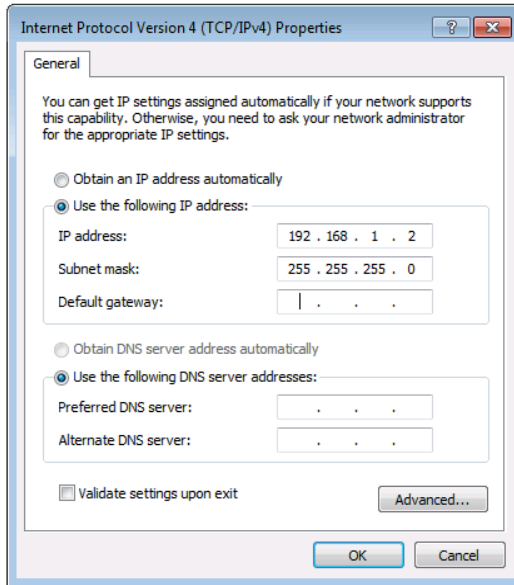 Internet Protocol Version 4 (TCP/IPv4) Properties
General
You can get IP settings assigned automatically if your network supports
this capability. Otherwise, you need to ask your network administrator
for the appropriate IP settings.
Obtain an IP address automatically
Use the following IP address:
IP address: 192 . 168 . 1 . 2
Subnet mask: 255 . 255 . 255 . 0
Default gateway: . . .
Obtain DNS server address automatically
Use the following DNS server addresses:
Preferred DNS server: . . .
Alternate DNS server: . . .
Validate settings upon exit
Advanced...
OK Cancel